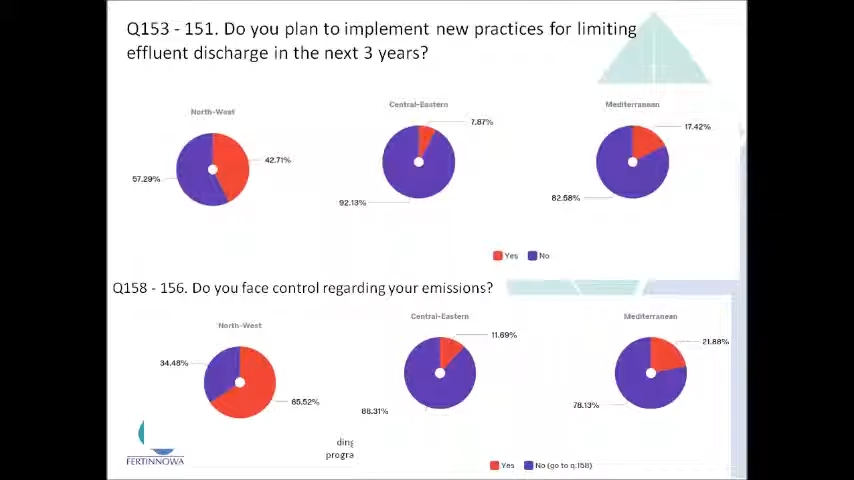 Q153 - 151. Do you plan to implement new practices for limiting
effluent discharge in the next 3 years?
North-West
Central-Eastern
Mediterranean
42.71%
57.29%
7.87%
92.13%
17.42%
82.58%
Yes No
Q158 - 156. Do you face control regarding your emissions?
North-West
Central-Eastern
Mediterranean
34.48%
65.52%
11.69%
88.31%
21.88%
78.13%
Yes No (go to q.158)
ding
progra
FERTINNOWA